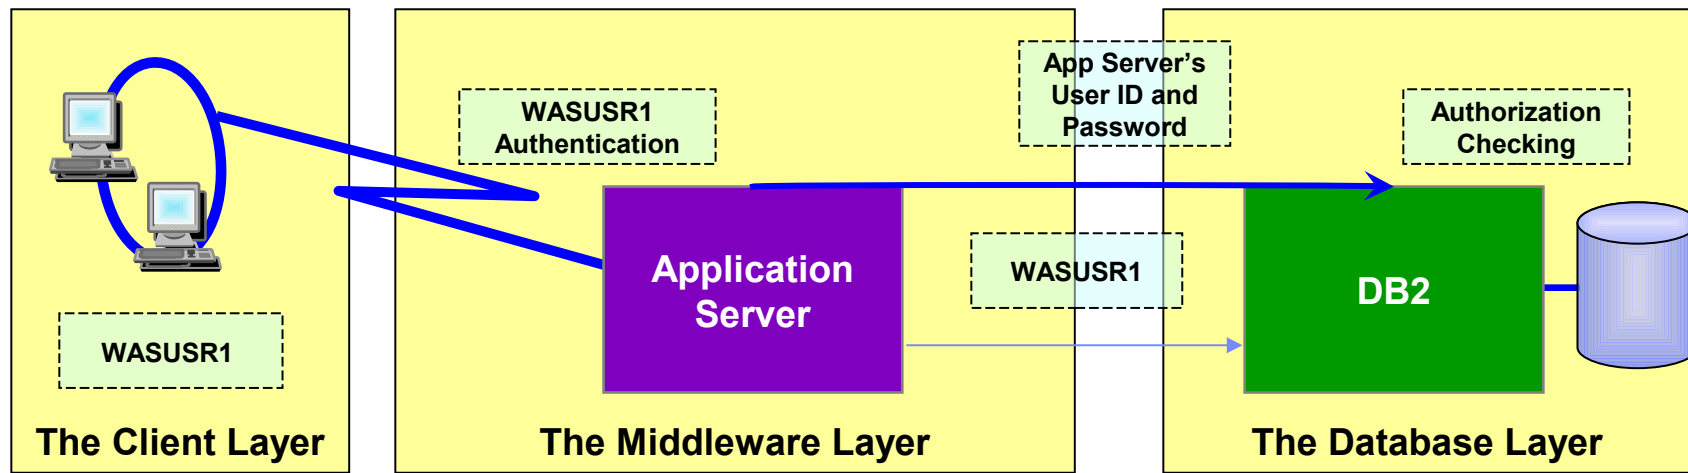 WASUSR1
The Client Layer
WASUSR1
Authentication
Application
Server
The Middleware Layer
App Server’s
User ID and
Password
WASUSR1
Authorization
Checking
DB2
The Database Layer